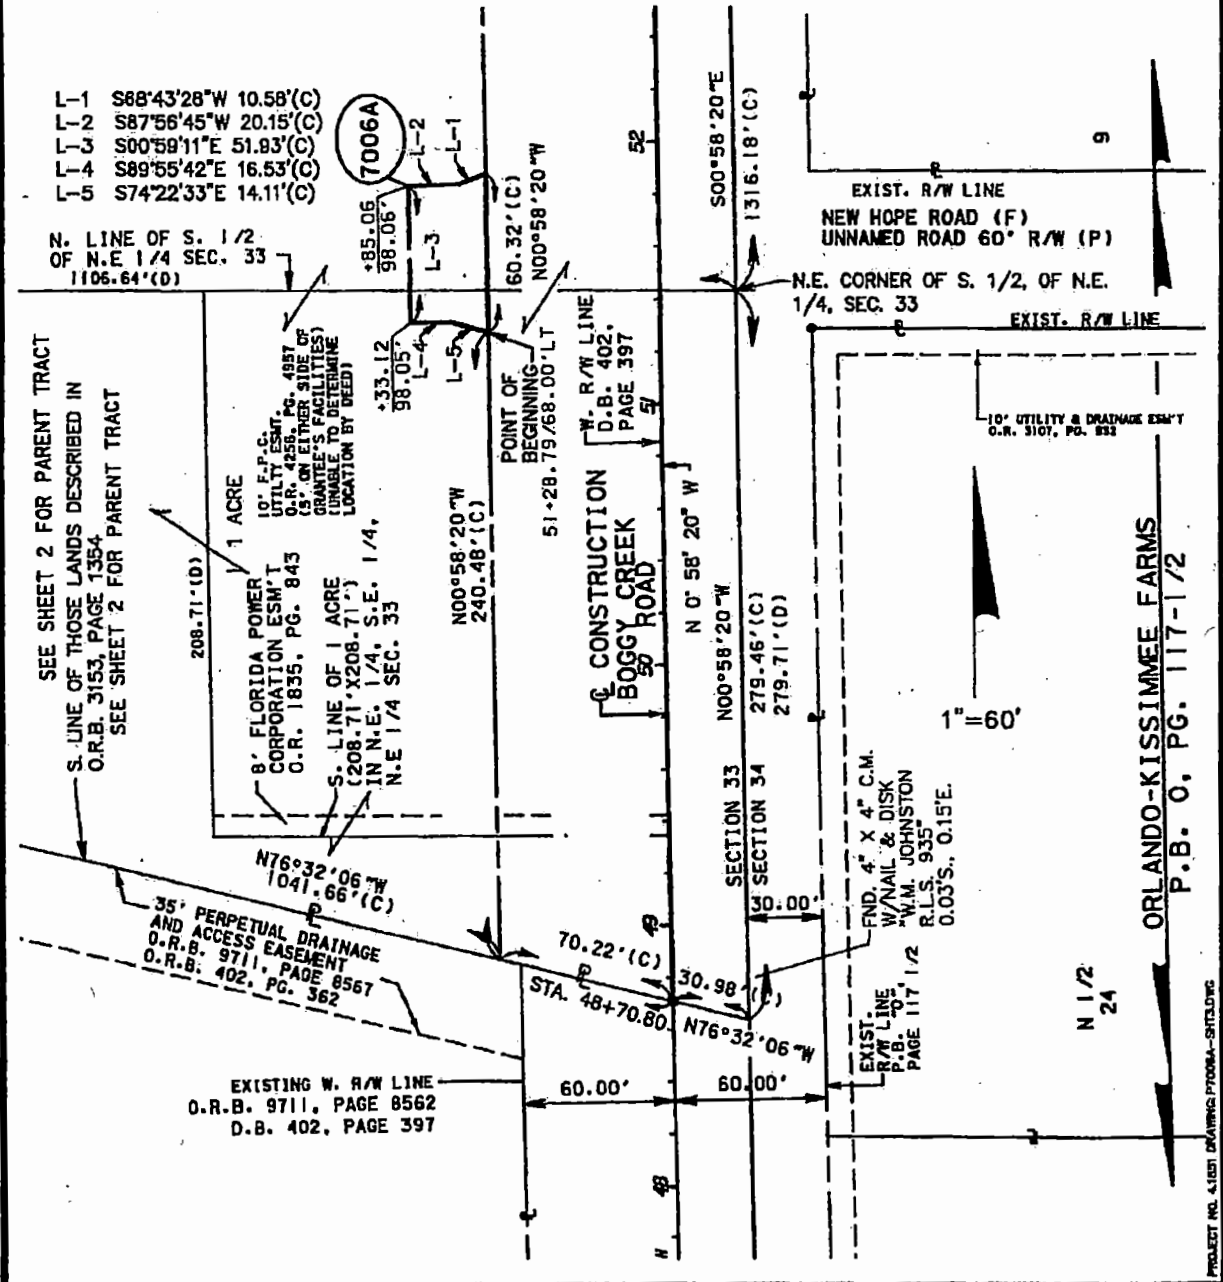 L-1 S68°43'28"W 10.58'(C)
L-2 S87°56'45"W 20.15'(C)
L-3 S00°59'11"E 51.93'(C)
L-4 S89°55'42"E 16.53'(C)
L-5 S74°22'33"E 14.11'(C)
7006A
L-2
L-1
+85.06
98.06'
L-3
60.32'(C)
N00°58'20"W
N. LINE OF S. 1/2
OF N.E 1/4 SEC. 33
1106.64'(D)
52
S00°58'20"E
1316.18'(C)
9
EXIST. R/W LINE
NEW HOPE ROAD (F)
UNNAMED ROAD 60' R/W (P)
N.E. CORNER OF S. 1/2, OF N.E.
1/4, SEC. 33
EXIST. R/W LINE
10' UTILITY & DRAINAGE ESM'T
O.R. 3107, PG. 832
SEE SHEET 2 FOR PARENT TRACT
S. LINE OF THOSE LANDS DESCRIBED IN
O.R.B. 3153, PAGE 1354
SEE SHEET 2 FOR PARENT TRACT
208.71'(D)
1 ACRE
10' F.P.C.
UTILITY ESMT.
O.R. 4256, PG. 4957
(5' ON EITHER SIDE OF
GRANTEE'S FACILITIES)
(UNABLE TO DETERMINE
LOCATION BY DEED)
+33.12
98.05'
L-4
L-5
POINT OF
BEGINNING
51+28.79/68.00'LT
W. R/W LINE
D.B. 402,
PAGE 397
51
8' FLORIDA POWER
CORPORATION ESM'T
O.R. 1835, PG. 843
S. LINE OF 1 ACRE
(208.71'X208.71')
IN N.E. 1/4, S.E. 1/4,
N.E 1/4 SEC. 33
N00°58'20"W
240.48'(C)
℄ CONSTRUCTION
BOGGY CREEK
ROAD
50
N 0° 58' 20" W
N00°58'20"W
279.46'(C)
279.71'(D)
SECTION 33
SECTION 34
1"=60'
ORLANDO-KISSIMMEE FARMS
P.B. O, PG. 117-1/2
30.00'
FND. 4" X 4" C.M.
W/NAIL & DISK
"W.M. JOHNSTON
R.L.S. 935"
0.03'S., 0.15'E.
N76°32'06"W
1041.66'(C)
35' PERPETUAL DRAINAGE
AND ACCESS EASEMENT
O.R.B. 9711, PAGE 8567
O.R.B. 402, PG. 362
49
70.22'(C)
30.98'(C)
STA. 48+70.80
N76°32'06"W
EXIST.
R/W LINE
P.B. "O",
PAGE 117 1/2
N 1/2
24
EXISTING W. R/W LINE
O.R.B. 9711, PAGE 8562
D.B. 402, PAGE 397
60.00'
60.00'
48
PROJECT NO. 4.1851 DRAWING: P7006A-SHT3.DWG